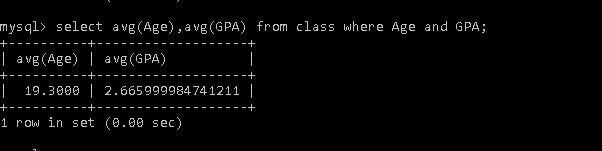 mysql> select avg(Age),avg(GPA) from class where Age and GPA;
+----------+-------------------+
| avg(Age) | avg(GPA)          |
+----------+-------------------+
|  19.3000 | 2.665999984741211 |
+----------+-------------------+
1 row in set (0.00 sec)